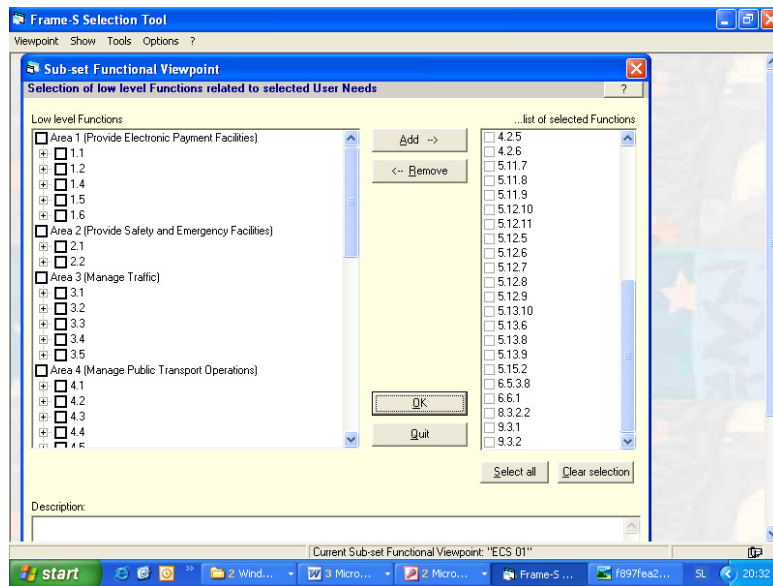 Frame-S Selection Tool
Viewpoint Show Tools Options ?
Sub-set Functional Viewpoint
Selection of low level Functions related to selected User Needs
?
Low level Functions
Area 1 (Provide Electronic Payment Facilities)
1.1
1.2
1.4
1.5
1.6
Area 2 (Provide Safety and Emergency Facilities)
2.1
2.2
Area 3 (Manage Traffic)
3.1
3.2
3.3
3.4
3.5
Area 4 (Manage Public Transport Operations)
4.1
4.2
4.3
4.4
4.5
Add -->
<-- Remove
OK
Quit
...list of selected Functions
4.2.5
4.2.6
5.11.7
5.11.8
5.11.9
5.12.10
5.12.11
5.12.5
5.12.6
5.12.7
5.12.8
5.12.9
5.13.10
5.13.6
5.13.8
5.13.9
5.15.2
6.5.3.8
6.6.1
8.3.2.2
9.3.1
9.3.2
Select all
Clear selection
Description:
Current Sub-set Functional Viewpoint: "ECS 01"
start
2 Wind...
3 Micro...
2 Micro...
Frame-S ...
f897fea2...
SL
20:32